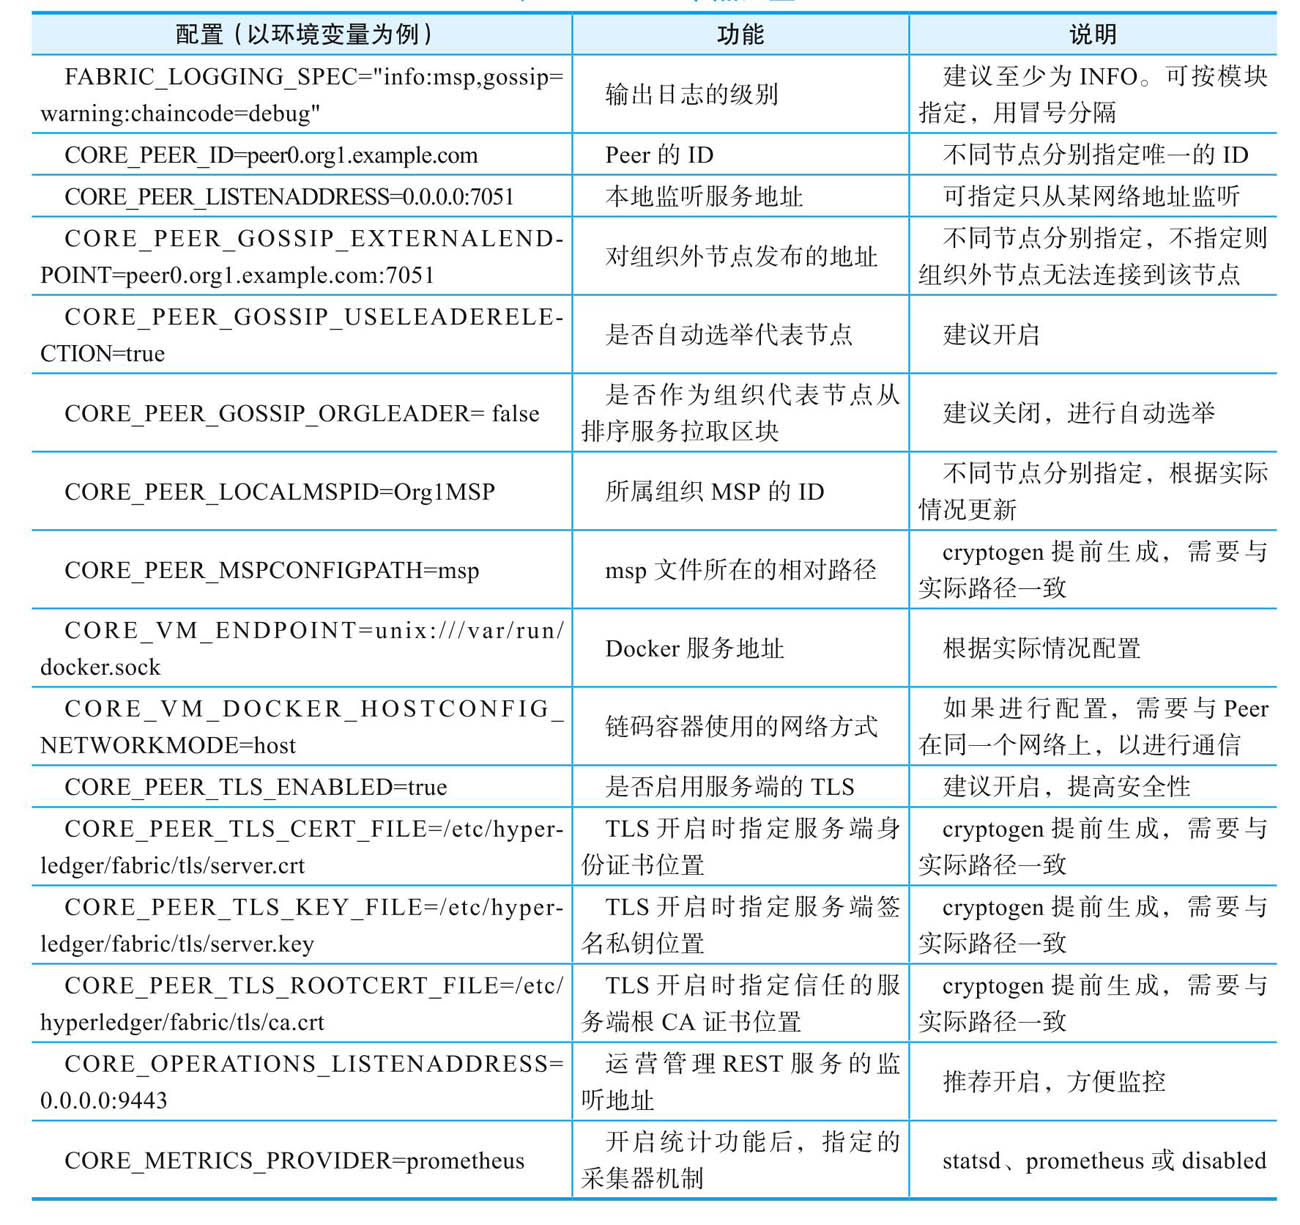 配置（以环境变量为例）
功能
说明
FABRIC_LOGGING_SPEC="info:msp,gossip=
warning:chaincode=debug"
输出日志的级别
建议至少为 INFO。可按模块
指定，用冒号分隔
CORE_PEER_ID=peer0.org1.example.com
Peer 的 ID
不同节点分别指定唯一的 ID
CORE_PEER_LISTENADDRESS=0.0.0.0:7051
本地监听服务地址
可指定只从某网络地址监听
CORE_PEER_GOSSIP_EXTERNALEND-
POINT=peer0.org1.example.com:7051
对组织外节点发布的地址
不同节点分别指定，不指定则
组织外节点无法连接到该节点
CORE_PEER_GOSSIP_USELEADERELE-
CTION=true
是否自动选举代表节点
建议开启
CORE_PEER_GOSSIP_ORGLEADER= false
是否作为组织代表节点从
排序服务拉取区块
建议关闭，进行自动选举
CORE_PEER_LOCALMSPID=Org1MSP
所属组织 MSP 的 ID
不同节点分别指定，根据实际
情况更新
CORE_PEER_MSPCONFIGPATH=msp
msp 文件所在的相对路径
cryptogen 提前生成，需要与
实际路径一致
CORE_VM_ENDPOINT=unix:///var/run/
docker.sock
Docker 服务地址
根据实际情况配置
CORE_VM_DOCKER_HOSTCONFIG_
NETWORKMODE=host
链码容器使用的网络方式
如果进行配置，需要与 Peer
在同一个网络上，以进行通信
CORE_PEER_TLS_ENABLED=true
是否启用服务端的 TLS
建议开启，提高安全性
CORE_PEER_TLS_CERT_FILE=/etc/hyper-
ledger/fabric/tls/server.crt
TLS 开启时指定服务端身
份证书位置
cryptogen 提前生成，需要与
实际路径一致
CORE_PEER_TLS_KEY_FILE=/etc/hyper-
ledger/fabric/tls/server.key
TLS 开启时指定服务端签
名私钥位置
cryptogen 提前生成，需要与
实际路径一致
CORE_PEER_TLS_ROOTCERT_FILE=/etc/
hyperledger/fabric/tls/ca.crt
TLS 开启时指定信任的服
务端根 CA 证书位置
cryptogen 提前生成，需要与
实际路径一致
CORE_OPERATIONS_LISTENADDRESS=
0.0.0.0:9443
运营管理 REST 服务的监
听地址
推荐开启，方便监控
CORE_METRICS_PROVIDER=prometheus
开启统计功能后，指定的
采集器机制
statsd、prometheus 或 disabled